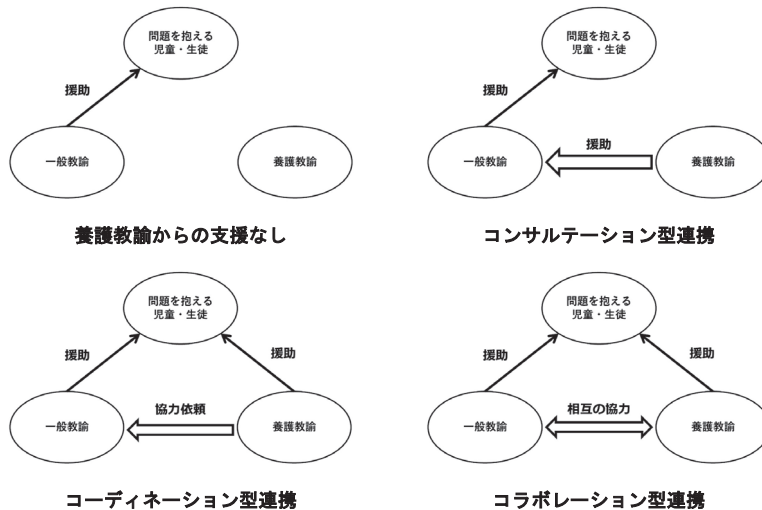 問題を抱える
児童・生徒
援助
一般教諭
養護教諭
養護教諭からの支援なし
問題を抱える
児童・生徒
援助
援助
一般教諭
養護教諭
コンサルテーション型連携
問題を抱える
児童・生徒
援助
援助
協力依頼
一般教諭
養護教諭
コーディネーション型連携
問題を抱える
児童・生徒
援助
援助
相互の協力
一般教諭
養護教諭
コラボレーション型連携